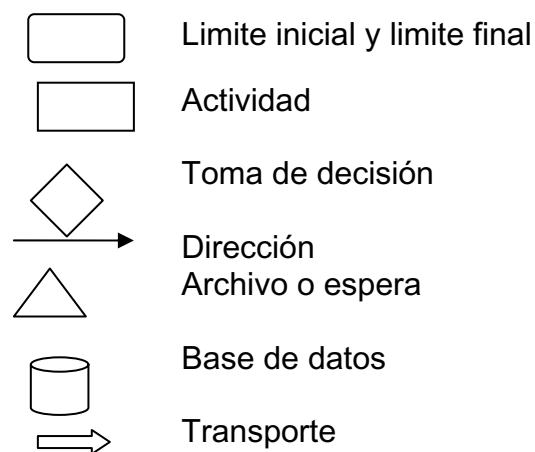 Limite inicial y limite final
Actividad
Toma de decisión
Dirección
Archivo o espera
Base de datos
Transporte